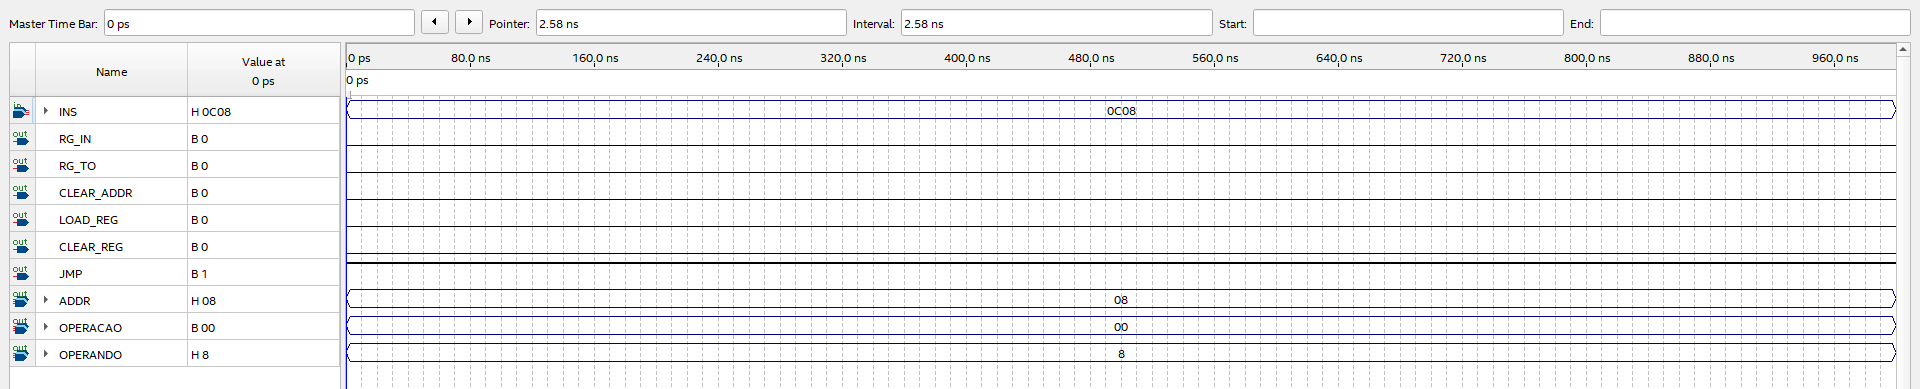 Master Time Bar: 0 ps Pointer: 2.58 ns Interval: 2.58 ns Start: End:
Name Value at 0 ps
0 ps 80.0 ns 160.0 ns 240.0 ns 320.0 ns 400.0 ns 480.0 ns 560.0 ns 640.0 ns 720.0 ns 800.0 ns 880.0 ns 960.0 ns
0 ps
in INS H 0C08 0C08
out RG_IN B 0
out RG_TO B 0
out CLEAR_ADDR B 0
out LOAD_REG B 0
out CLEAR_REG B 0
out JMP B 1
out ADDR H 08 08
out OPERACAO B 00 00
out OPERANDO H 8 8